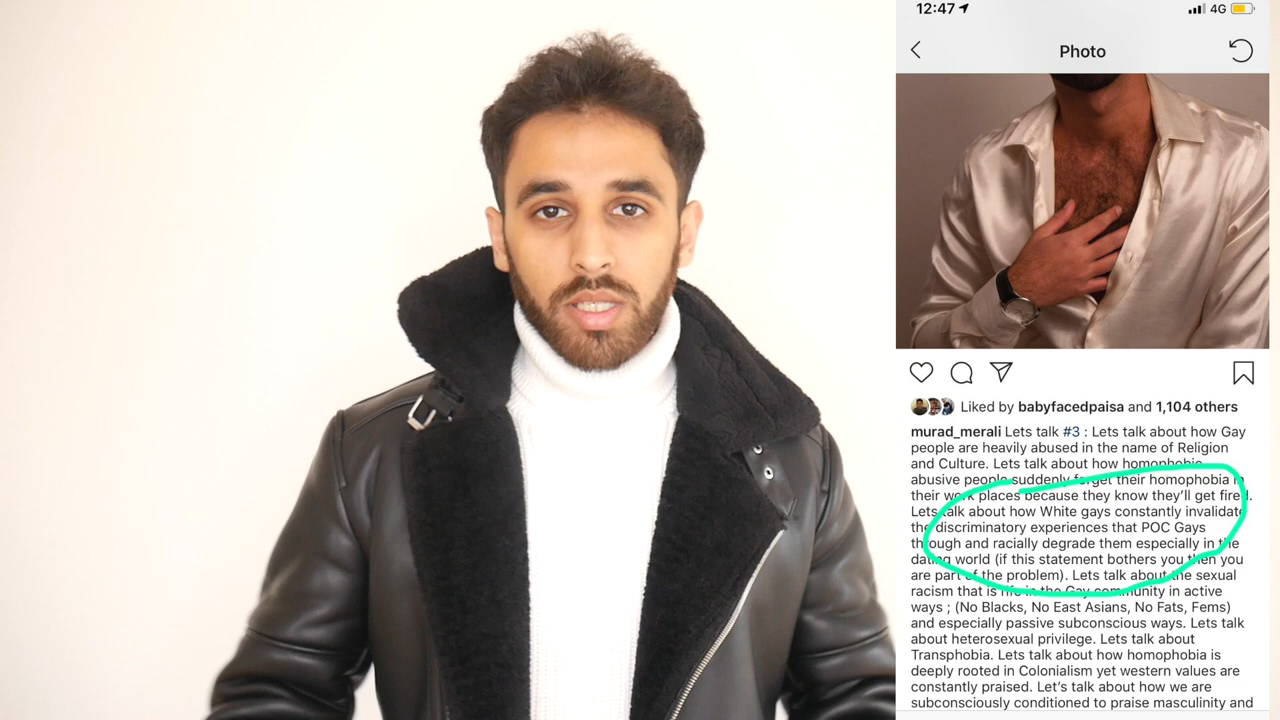 12:47
4G
Photo
Liked by babyfacedpaisa and 1,104 others
murad_merali Lets talk #3 : Lets talk about how Gay
people are heavily abused in the name of Religion
and Culture. Lets talk about how homophobic
abusive people suddenly forget their homophobia in
their work places because they know they'll get fired.
Lets talk about how White gays constantly invalidate
the discriminatory experiences that POC Gays
through and racially degrade them especially in the
dating world (if this statement bothers you then you
are part of the problem). Lets talk about the sexual
racism that is rife in the Gay community in active
ways ; (No Blacks, No East Asians, No Fats, Fems)
and especially passive subconscious ways. Lets talk
about heterosexual privilege. Lets talk about
Transphobia. Lets talk about how homophobia is
deeply rooted in Colonialism yet western values are
constantly praised. Let's talk about how we are
subconsciously conditioned to praise masculinity and